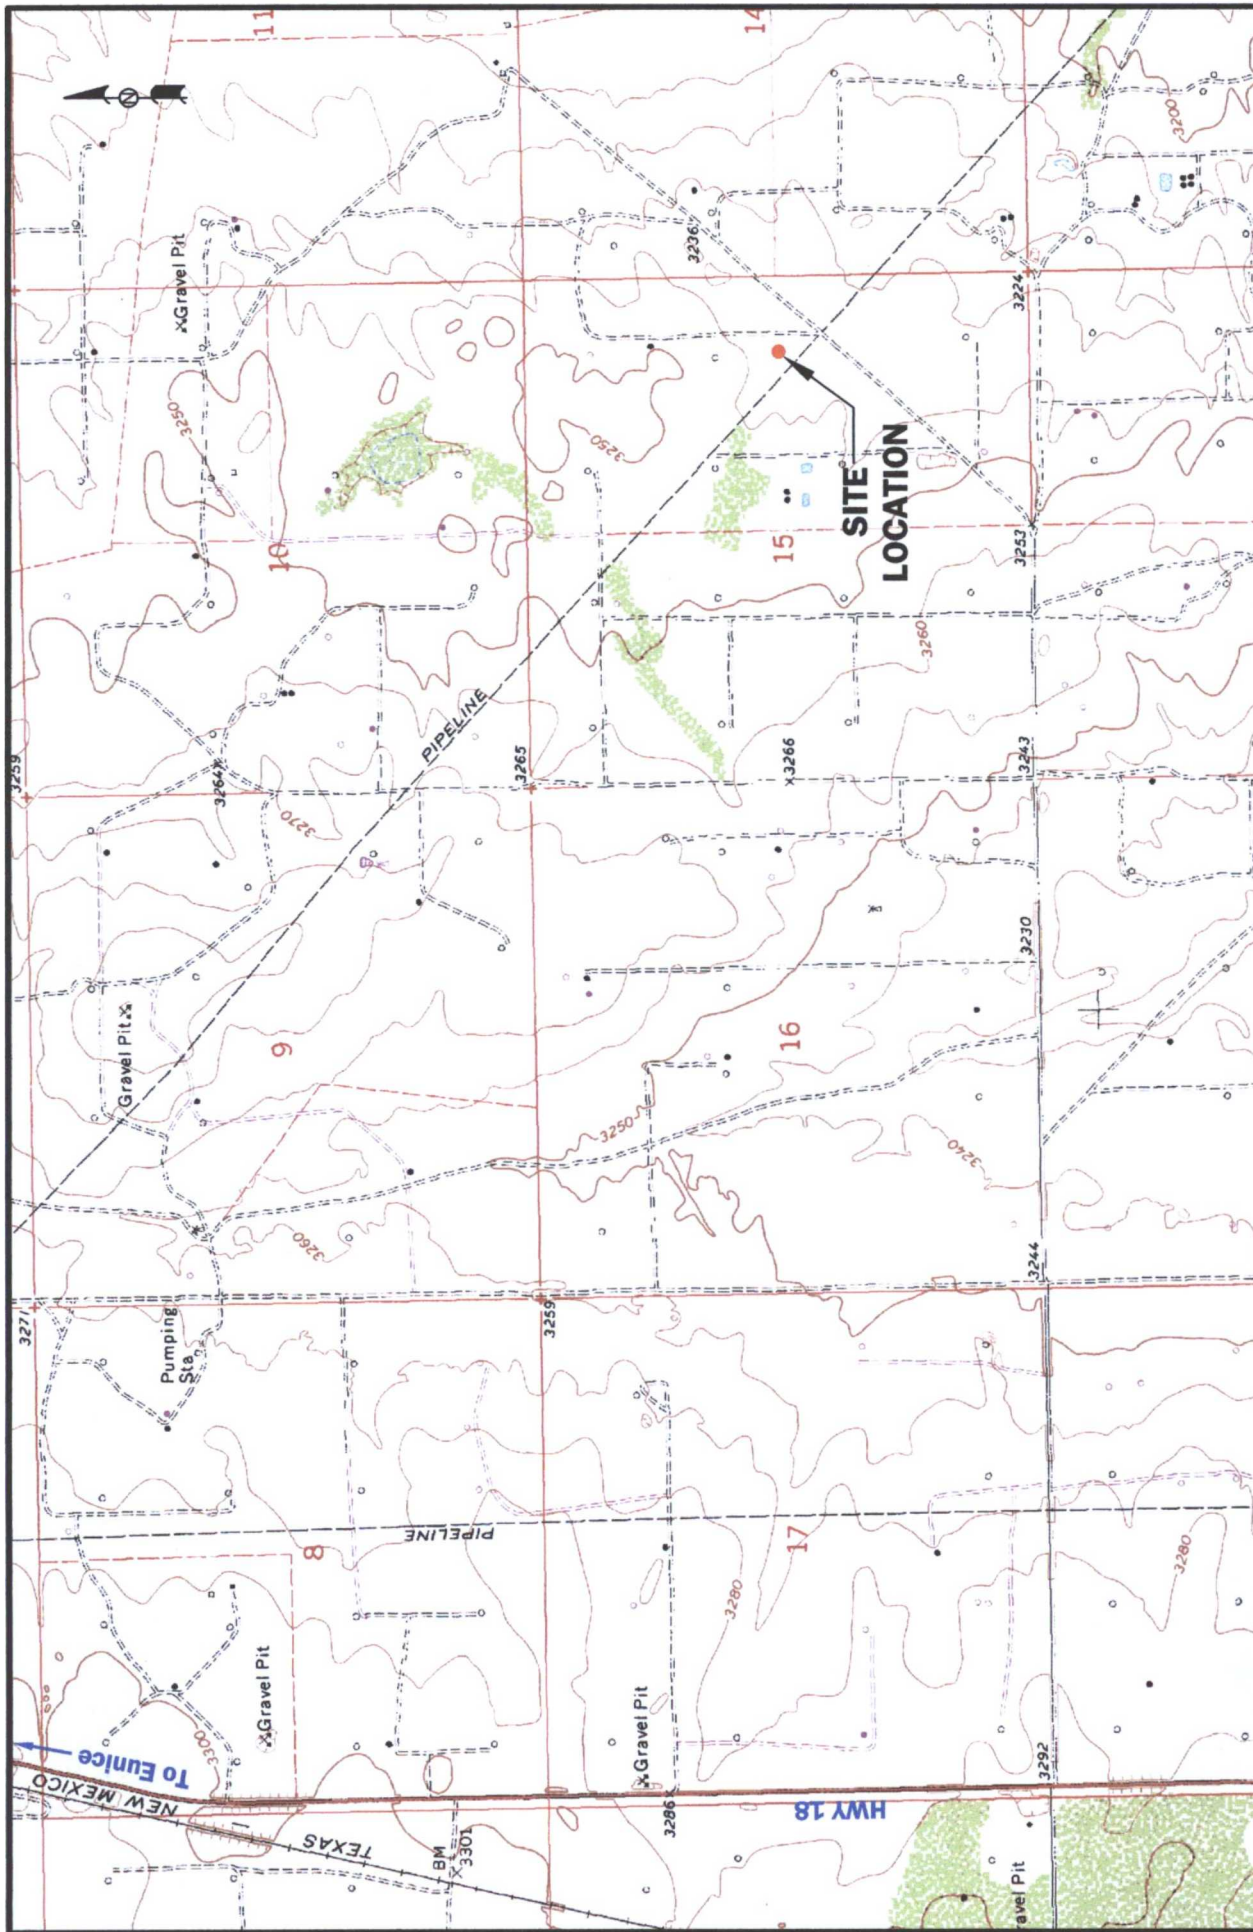 3271
3259
Gravel Pit
3264
Pumping
Sta
To Eunice
NEW MEXICO
3300
Gravel Pit
N
11
3250
Gravel Pit
10
3270
9
3260
8
TEXAS
PIPELINE
PIPELINE
BM
3301
3265
3259
3250
3250
Gravel Pit
3286
3236
14
15
3266
16
17
3280
HWY 18
SITE
LOCATION
3260
3240
3224
3253
3243
3230
3244
3292
ravel Pit
3200
3280